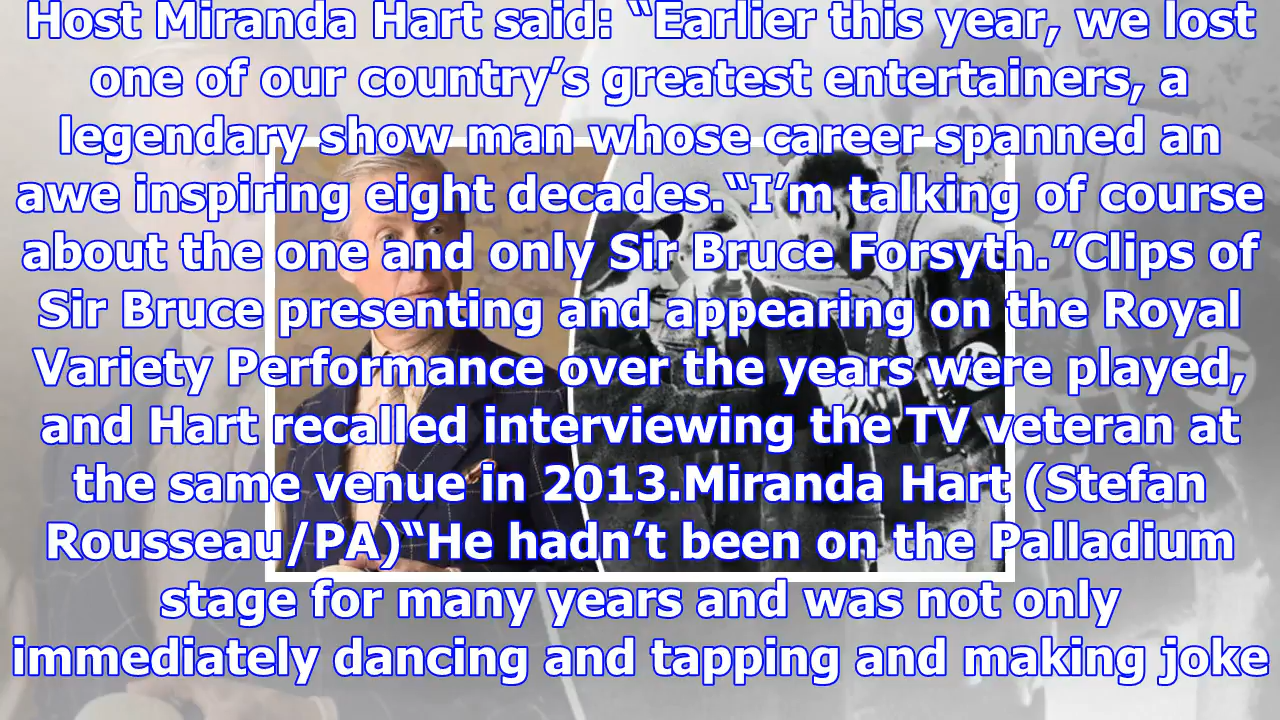 Host Miranda Hart said: “Earlier this year, we lost
one of our country’s greatest entertainers, a
legendary show man whose career spanned an
awe inspiring eight decades.“I’m talking of course
about the one and only Sir Bruce Forsyth.”Clips of
Sir Bruce presenting and appearing on the Royal
Variety Performance over the years were played,
and Hart recalled interviewing the TV veteran at
the same venue in 2013.Miranda Hart (Stefan
Rousseau/PA)“He hadn’t been on the Palladium
stage for many years and was not only
immediately dancing and tapping and making joke